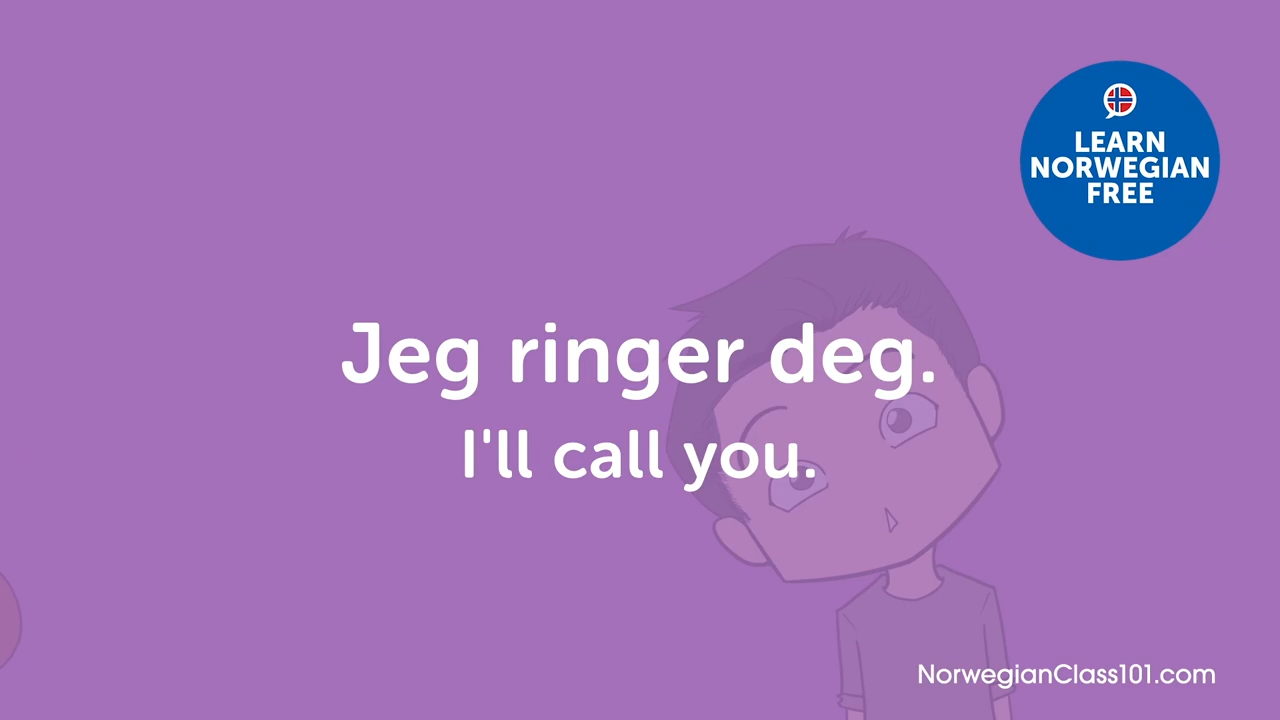 LEARN
NORWEGIAN
FREE
Jeg ringer deg.
I'll call you.
NorwegianClass101.com